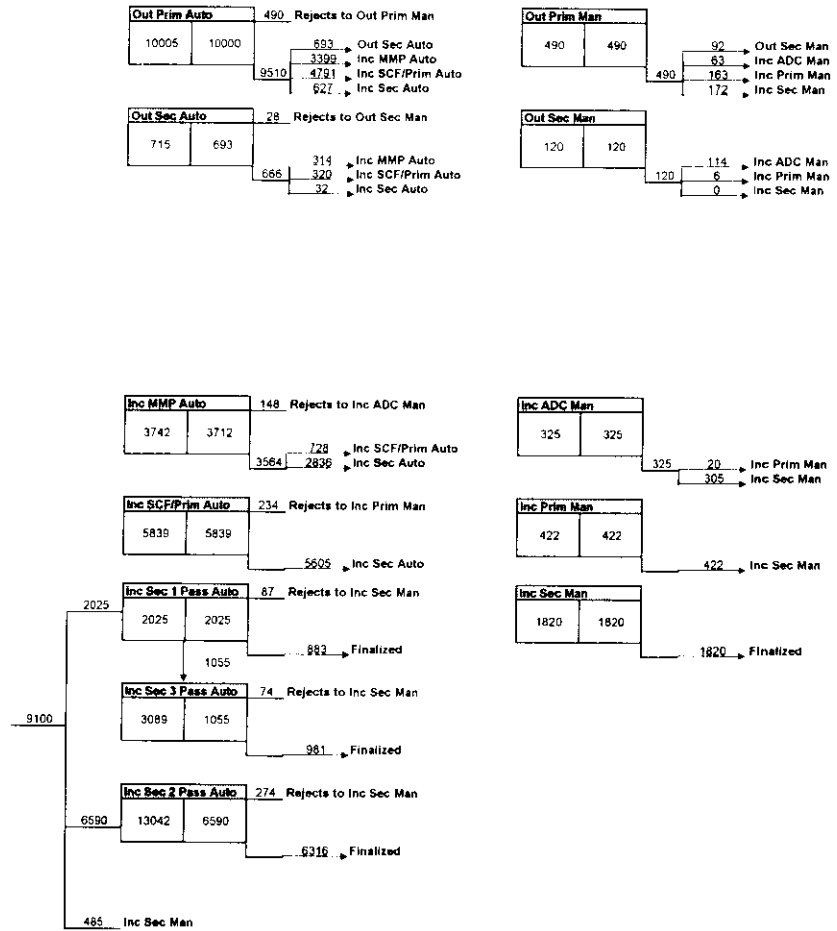 Out Prim Auto
490 Rejects to Out Prim Man
10005 10000
693 Out Sec Auto
3399 Inc MMP Auto
9510 4791 Inc SCF/Prim Auto
627 Inc Sec Auto
Out Prim Man
490 490
92 Out Sec Man
63 Inc ADC Man
490 163 Inc Prim Man
172 Inc Sec Man
Out Sec Auto
28 Rejects to Out Sec Man
715 693
314 Inc MMP Auto
666 320 Inc SCF/Prim Auto
32 Inc Sec Auto
Out Sec Man
120 120
114 Inc ADC Man
120 6 Inc Prim Man
0 Inc Sec Man
Inc MMP Auto
148 Rejects to Inc ADC Man
3742 3712
728 Inc SCF/Prim Auto
3564 2836 Inc Sec Auto
Inc ADC Man
325 325
325 20 Inc Prim Man
305 Inc Sec Man
Inc SCF/Prim Auto
234 Rejects to Inc Prim Man
5839 5839
5605 Inc Sec Auto
Inc Prim Man
422 422
422 Inc Sec Man
Inc Sec 1 Pass Auto
87 Rejects to Inc Sec Man
2025
2025 2025
883 Finalized
1055
Inc Sec Man
1820 1820
1820 Finalized
Inc Sec 3 Pass Auto
74 Rejects to Inc Sec Man
3089 1055
9100
981 Finalized
Inc Sec 2 Pass Auto
274 Rejects to Inc Sec Man
6590
13042 6590
6316 Finalized
485 Inc Sec Man